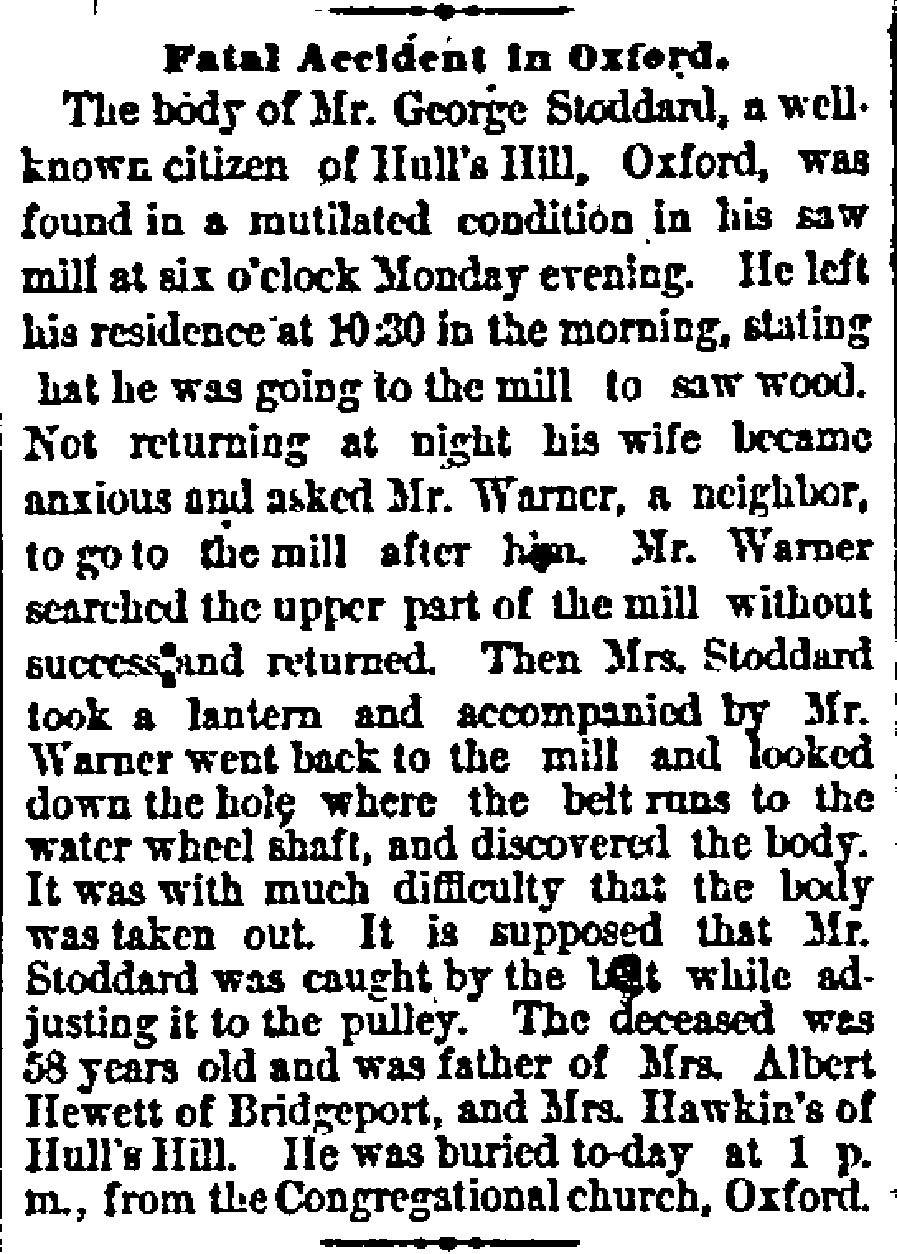 Fatal Accident in Oxford.
The body of Mr. George Stoddard, a well-
known citizen of Hull's Hill, Oxford, was
found in a mutilated condition in his saw
mill at six o'clock Monday evening. He left
his residence at 10:30 in the morning, stating
hat he was going to the mill to saw wood.
Not returning at night his wife became
anxious and asked Mr. Warner, a neighbor,
to go to the mill after him. Mr. Warner
searched the upper part of the mill without
success and returned. Then Mrs. Stoddard
took a lantern and accompanied by Mr.
Warner went back to the mill and looked
down the hole where the belt runs to the
water wheel shaft, and discovered the body.
It was with much difficulty that the body
was taken out. It is supposed that Mr.
Stoddard was caught by the belt while ad-
justing it to the pulley. The deceased was
58 years old and was father of Mrs. Albert
Hewett of Bridgeport, and Mrs. Hawkin's of
Hull's Hill. He was buried to-day at 1 p.
m., from the Congregational church, Oxford.